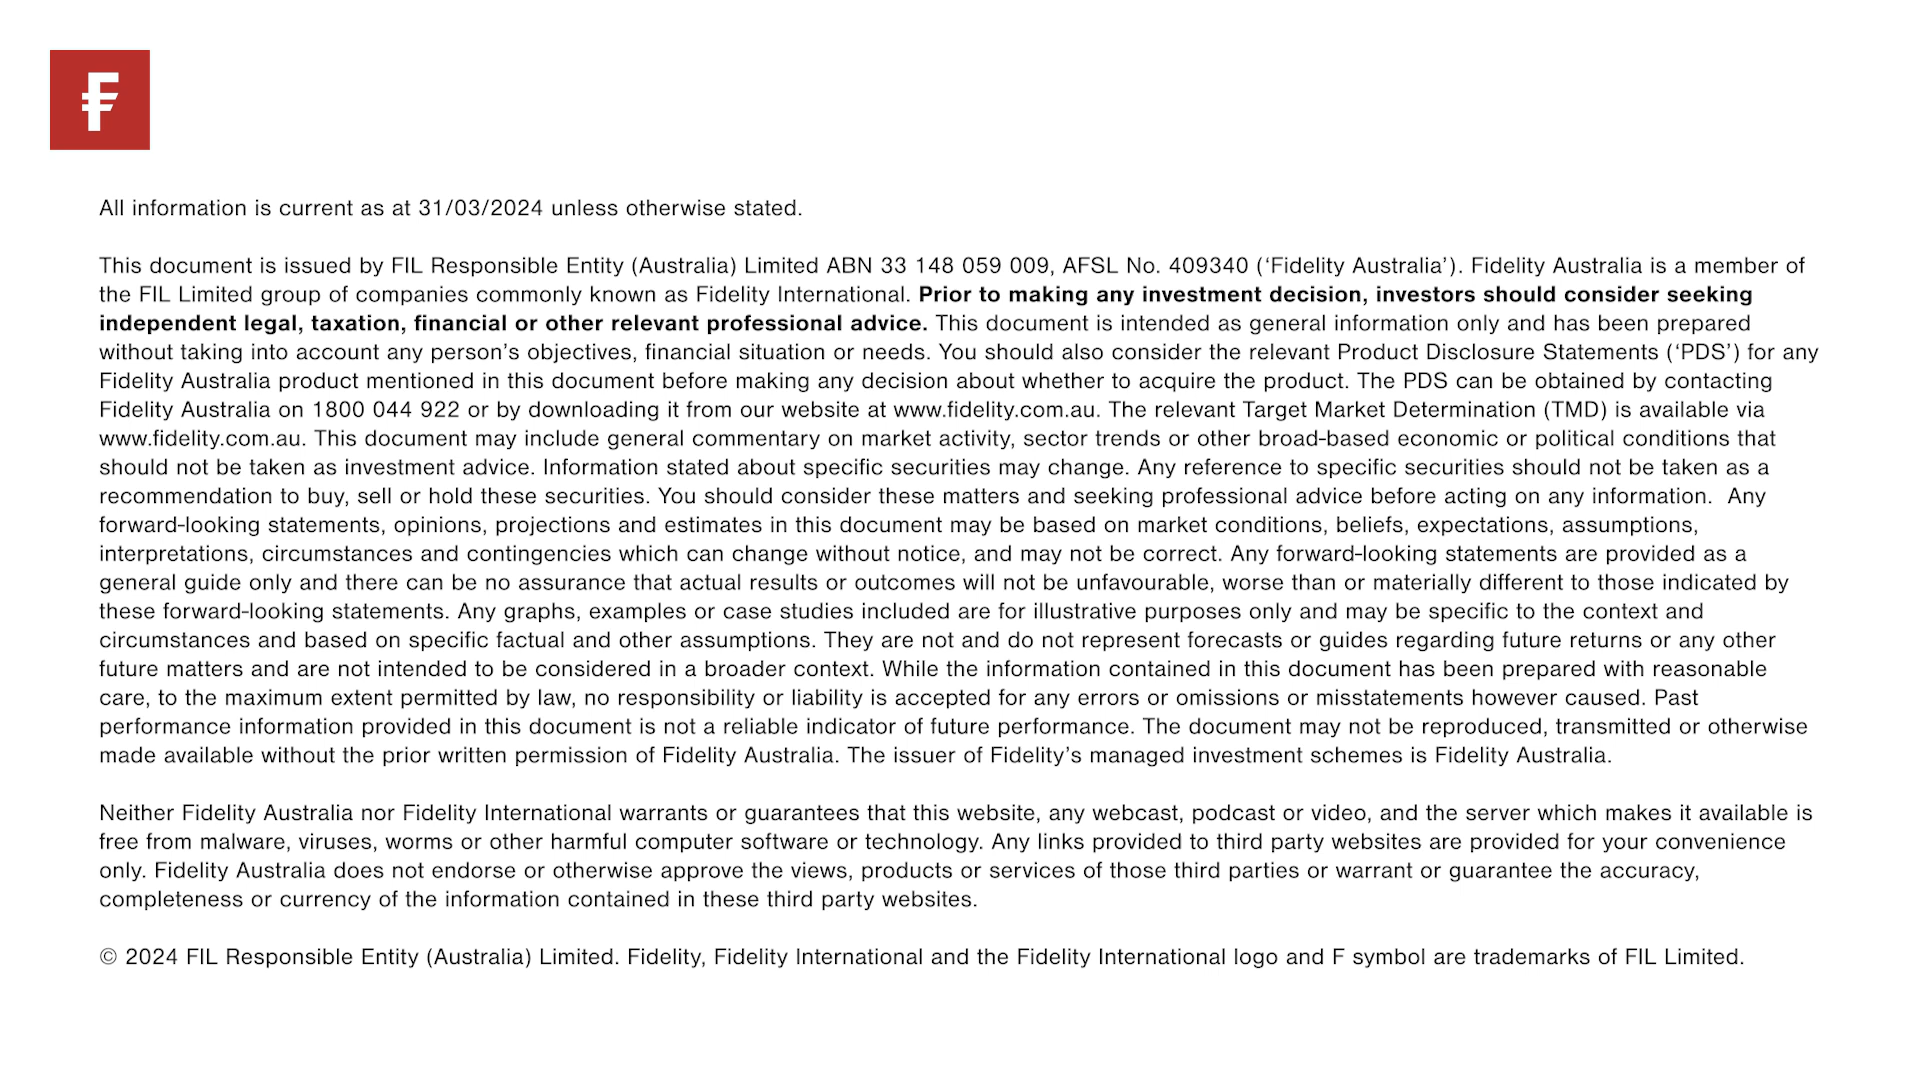 All information is current as at 31/03/2024 unless otherwise stated.
This document is issued by FIL Responsible Entity (Australia) Limited ABN 33 148 059 009, AFSL No. 409340 (‘Fidelity Australia’). Fidelity Australia is a member of
the FIL Limited group of companies commonly known as Fidelity International. Prior to making any investment decision, investors should consider seeking
independent legal, taxation, financial or other relevant professional advice. This document is intended as general information only and has been prepared
without taking into account any person’s objectives, financial situation or needs. You should also consider the relevant Product Disclosure Statements (‘PDS’) for any
Fidelity Australia product mentioned in this document before making any decision about whether to acquire the product. The PDS can be obtained by contacting
Fidelity Australia on 1800 044 922 or by downloading it from our website at www.fidelity.com.au. The relevant Target Market Determination (TMD) is available via
www.fidelity.com.au. This document may include general commentary on market activity, sector trends or other broad-based economic or political conditions that
should not be taken as investment advice. Information stated about specific securities may change. Any reference to specific securities should not be taken as a
recommendation to buy, sell or hold these securities. You should consider these matters and seeking professional advice before acting on any information.  Any
forward-looking statements, opinions, projections and estimates in this document may be based on market conditions, beliefs, expectations, assumptions,
interpretations, circumstances and contingencies which can change without notice, and may not be correct. Any forward-looking statements are provided as a
general guide only and there can be no assurance that actual results or outcomes will not be unfavourable, worse than or materially different to those indicated by
these forward-looking statements. Any graphs, examples or case studies included are for illustrative purposes only and may be specific to the context and
circumstances and based on specific factual and other assumptions. They are not and do not represent forecasts or guides regarding future returns or any other
future matters and are not intended to be considered in a broader context. While the information contained in this document has been prepared with reasonable
care, to the maximum extent permitted by law, no responsibility or liability is accepted for any errors or omissions or misstatements however caused. Past
performance information provided in this document is not a reliable indicator of future performance. The document may not be reproduced, transmitted or otherwise
made available without the prior written permission of Fidelity Australia. The issuer of Fidelity’s managed investment schemes is Fidelity Australia.
Neither Fidelity Australia nor Fidelity International warrants or guarantees that this website, any webcast, podcast or video, and the server which makes it available is
free from malware, viruses, worms or other harmful computer software or technology. Any links provided to third party websites are provided for your convenience
only. Fidelity Australia does not endorse or otherwise approve the views, products or services of those third parties or warrant or guarantee the accuracy,
completeness or currency of the information contained in these third party websites.
© 2024 FIL Responsible Entity (Australia) Limited. Fidelity, Fidelity International and the Fidelity International logo and F symbol are trademarks of FIL Limited.